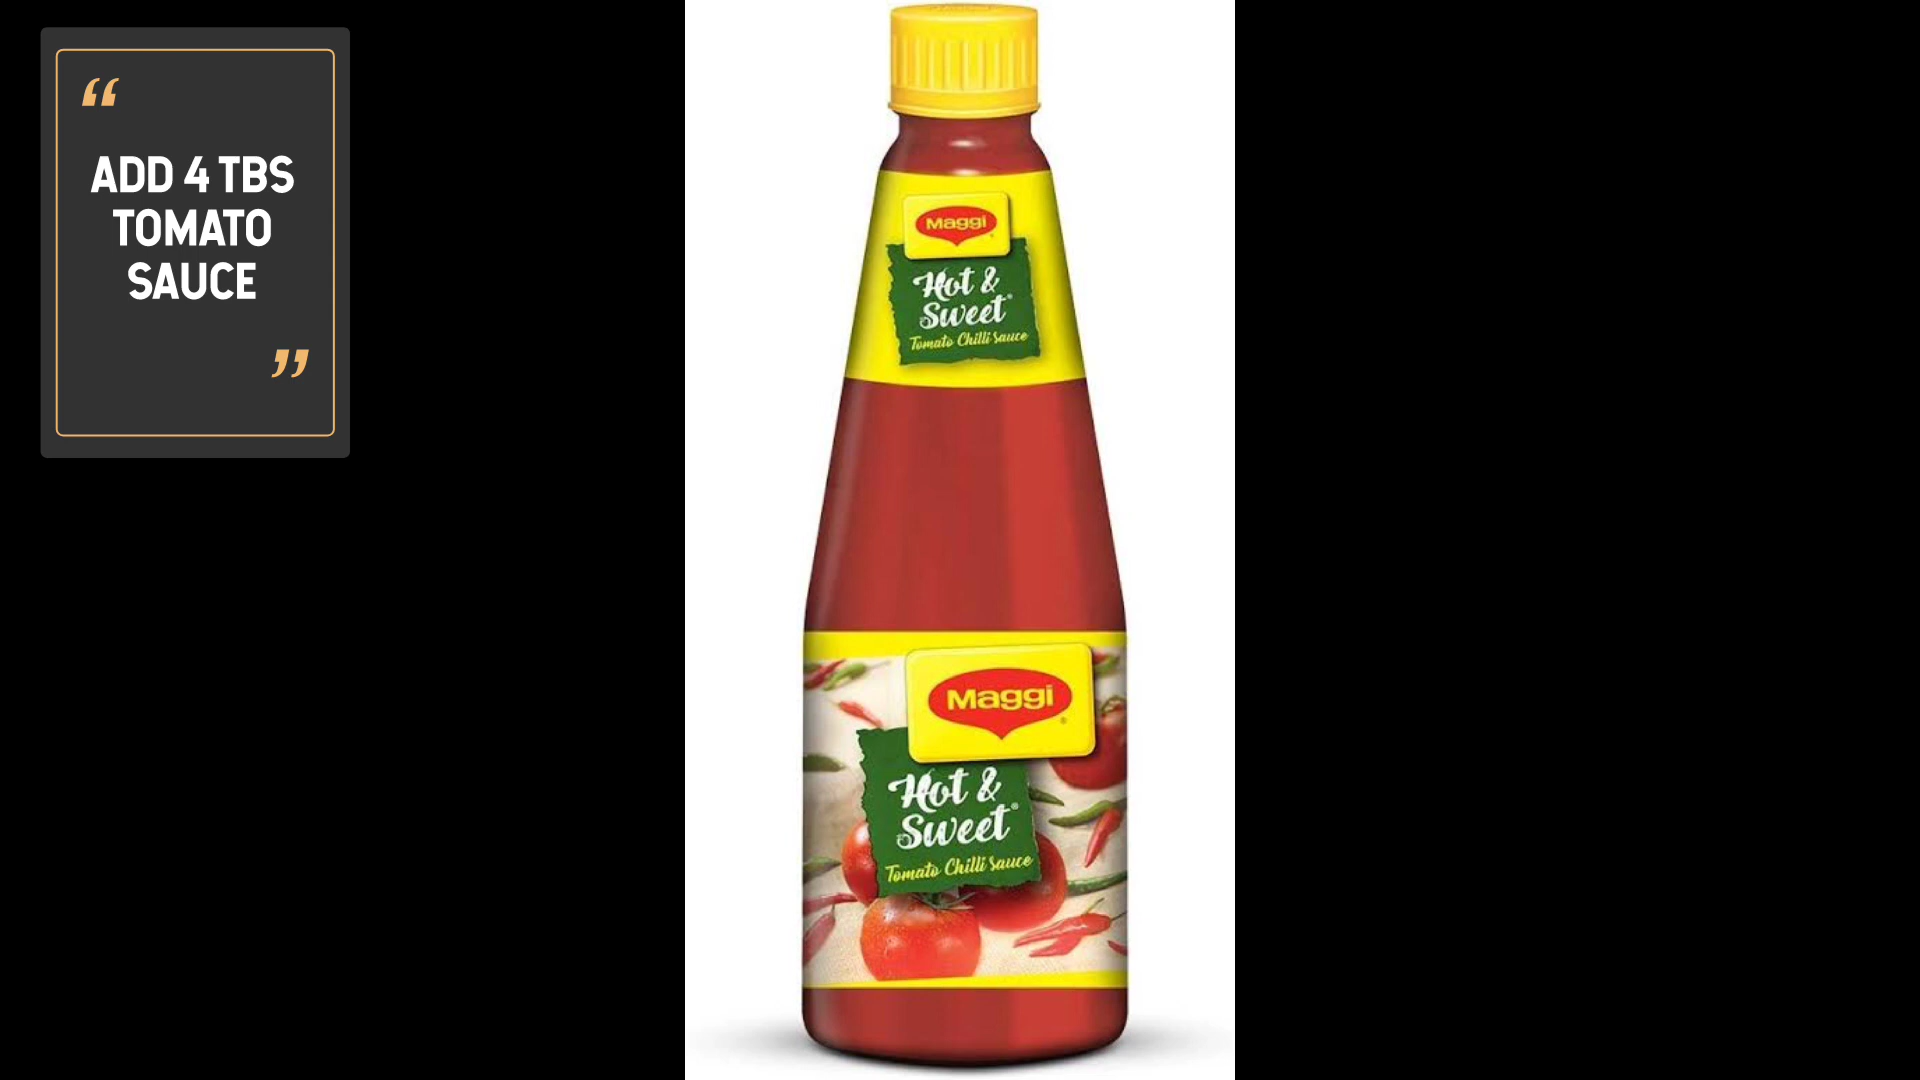 “
ADD 4 TBS
TOMATO
SAUCE
”
Maggi
Hot &
Sweet
Tomato Chilli Sauce
Maggi
Hot &
Sweet
Tomato Chilli Sauce